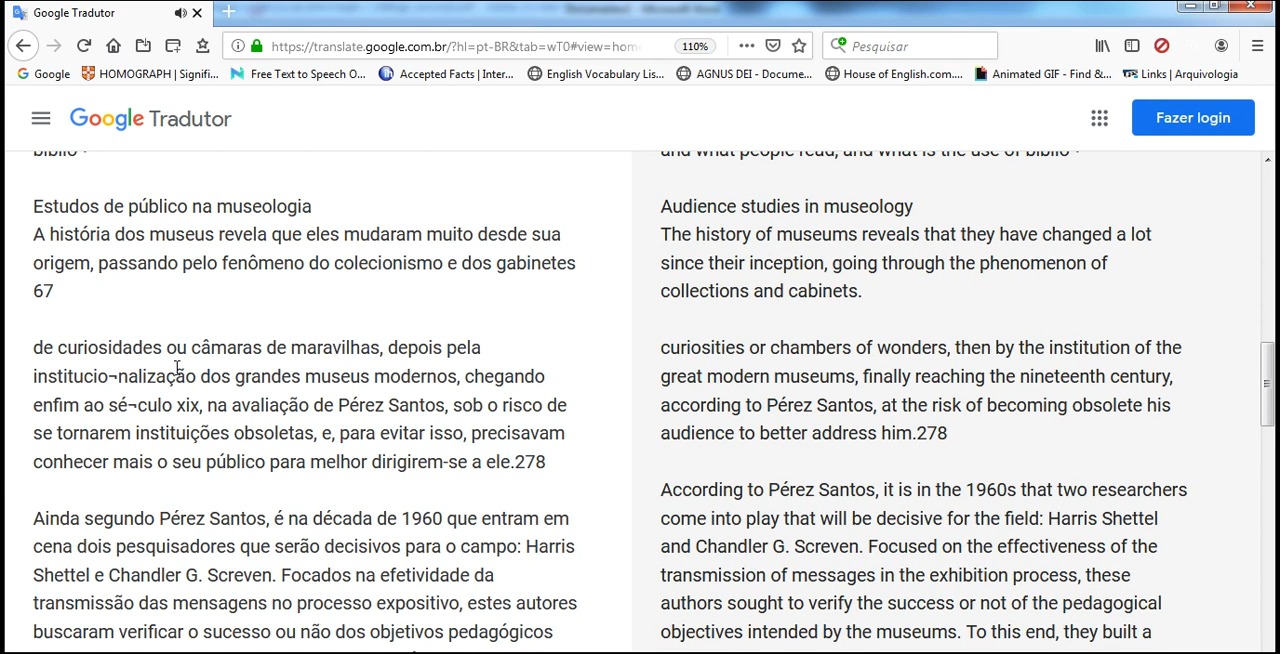 Google Tradutor
https://translate.google.com.br/?hl=pt-BR&tab=wT0#view=hom
110%
Pesquisar
Google
HOMOGRAPH | Signifi...
Free Text to Speech O...
Accepted Facts | Inter...
English Vocabulary Lis...
AGNUS DEI - Docume...
House of English.com....
Animated GIF - Find &...
Links | Arquivologia
Google Tradutor
Fazer login
biblio¬
Estudos de público na museologia
A história dos museus revela que eles mudaram muito desde sua
origem, passando pelo fenômeno do colecionismo e dos gabinetes
67
de curiosidades ou câmaras de maravilhas, depois pela
institucio¬nalização dos grandes museus modernos, chegando
enfim ao sé¬culo xix, na avaliação de Pérez Santos, sob o risco de
se tornarem instituições obsoletas, e, para evitar isso, precisavam
conhecer mais o seu público para melhor dirigirem-se a ele.278
Ainda segundo Pérez Santos, é na década de 1960 que entram em
cena dois pesquisadores que serão decisivos para o campo: Harris
Shettel e Chandler G. Screven. Focados na efetividade da
transmissão das mensagens no processo expositivo, estes autores
buscaram verificar o sucesso ou não dos objetivos pedagógicos
and what people read, and what is the use of biblio¬
Audience studies in museology
The history of museums reveals that they have changed a lot
since their inception, going through the phenomenon of
collections and cabinets.
curiosities or chambers of wonders, then by the institution of the
great modern museums, finally reaching the nineteenth century,
according to Pérez Santos, at the risk of becoming obsolete his
audience to better address him.278
According to Pérez Santos, it is in the 1960s that two researchers
come into play that will be decisive for the field: Harris Shettel
and Chandler G. Screven. Focused on the effectiveness of the
transmission of messages in the exhibition process, these
authors sought to verify the success or not of the pedagogical
objectives intended by the museums. To this end, they built a